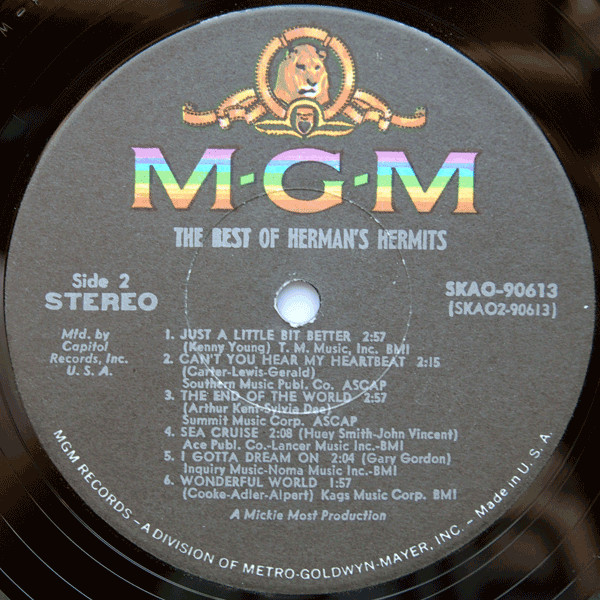 M·G·M
THE BEST OF HERMAN'S HERMITS
Side 2
STEREO
SKAO-90613
(SKAO2-90613)
Mfd. by
Capitol
Records, Inc.
U. S. A.
1. JUST A LITTLE BIT BETTER 2:57
(Kenny Young) T. M. Music, Inc. BMI
2. CAN'T YOU HEAR MY HEARTBEAT 2:15
(Carter-Lewis-Gerald)
Southern Music Publ. Co. ASCAP
3. THE END OF THE WORLD 2:57
(Arthur Kent-Sylvia Dee)
Summit Music Corp. ASCAP
4. SEA CRUISE 2:08 (Huey Smith-John Vincent)
Ace Publ. Co.-Lancer Music Inc.-BMI
5. I GOTTA DREAM ON 2:04 (Gary Gordon)
Inquiry Music-Noma Music Inc.-BMI
6. WONDERFUL WORLD 1:57
(Cooke-Adler-Alpert) Kags Music Corp. BMI
A Mickie Most Production
MGM RECORDS – A DIVISION OF METRO-GOLDWYN-MAYER, INC. – Made in U. S. A.